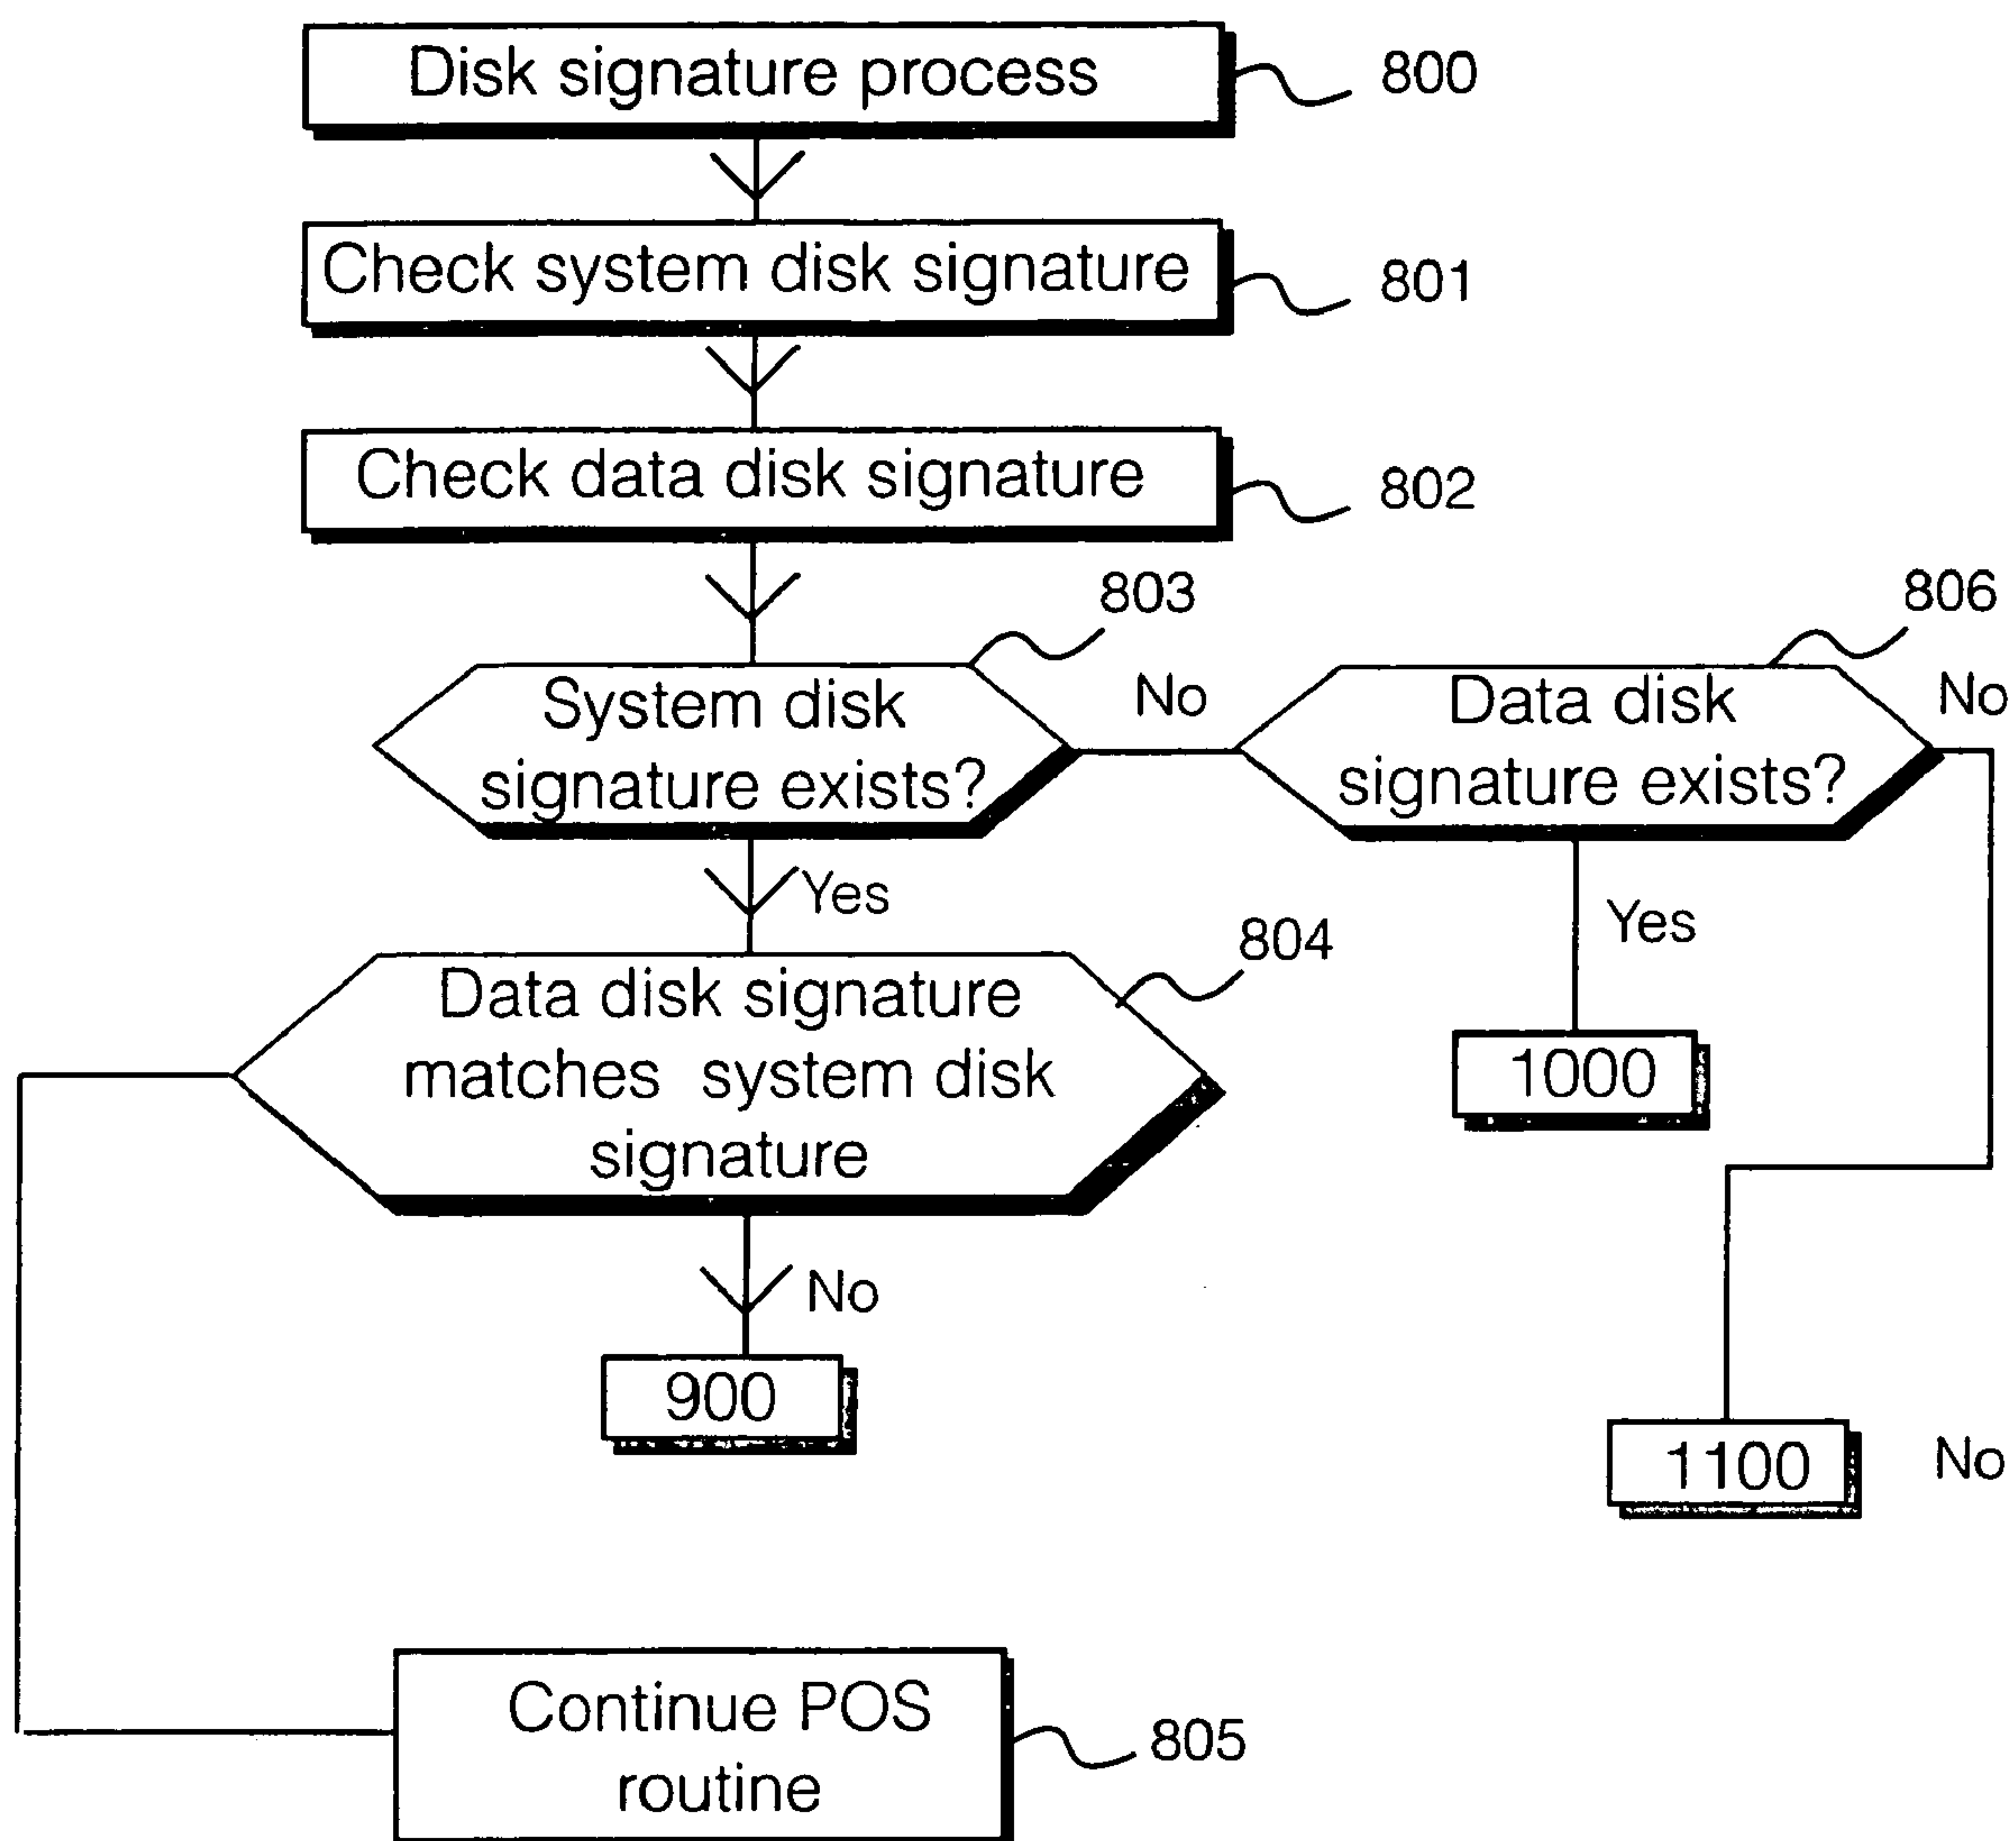 Disk signature process
800
Check system disk signature
801
Check data disk signature
802
803
806
System disk
signature exists?
No
Data disk
signature exists?
No
Yes
Yes
804
Data disk signature
matches system disk
signature
1000
No
900
1100
No
Continue POS
routine
805